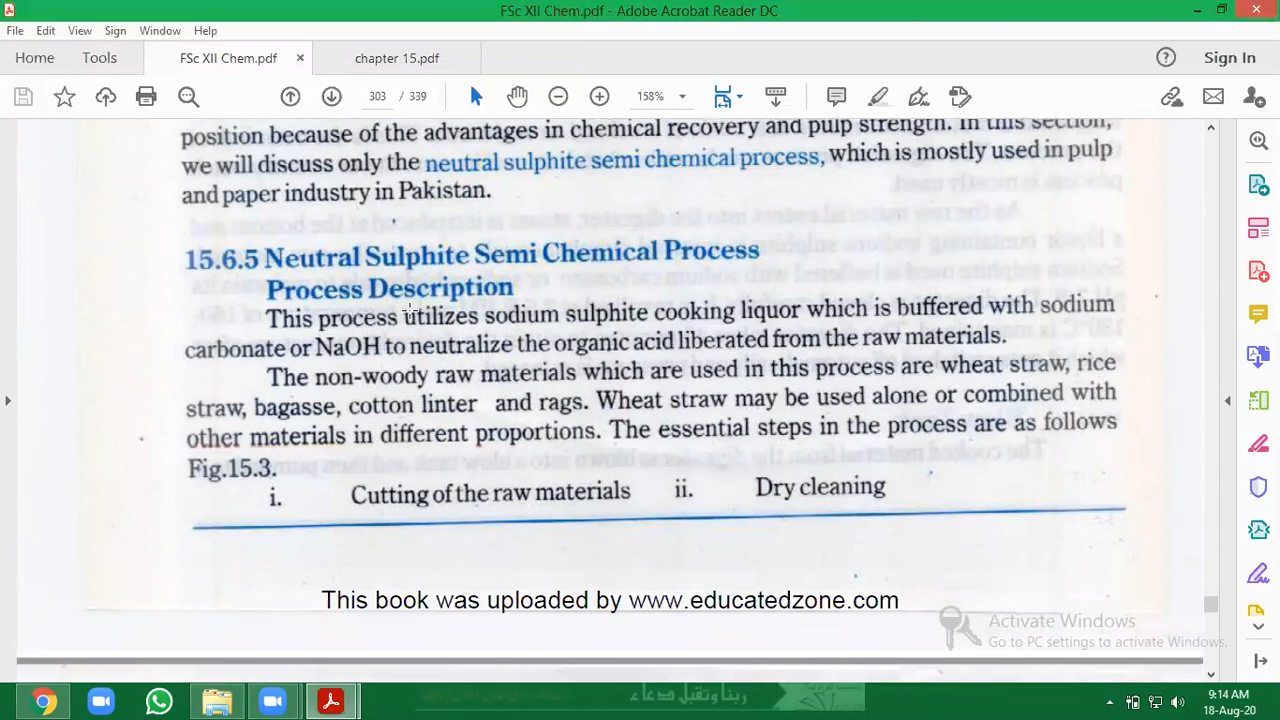 FSc XII Chem.pdf - Adobe Acrobat Reader DC
File Edit View Sign Window Help
Home Tools FSc XII Chem.pdf × chapter 15.pdf Sign In
303 / 339 158%
position because of the advantages in chemical recovery and pulp strength. In this section,
we will discuss only the neutral sulphite semi chemical process, which is mostly used in pulp
and paper industry in Pakistan.
15.6.5 Neutral Sulphite Semi Chemical Process
Process Description
This process utilizes sodium sulphite cooking liquor which is buffered with sodium
carbonate or NaOH to neutralize the organic acid liberated from the raw materials.
The non-woody raw materials which are used in this process are wheat straw, rice
straw, bagasse, cotton linter and rags. Wheat straw may be used alone or combined with
other materials in different proportions. The essential steps in the process are as follows
Fig.15.3.
i. Cutting of the raw materials ii. Dry cleaning
This book was uploaded by www.educatedzone.com
Activate Windows
Go to PC settings to activate Windows.
ربنا وتقبل دعاء
9:14 AM
18-Aug-20